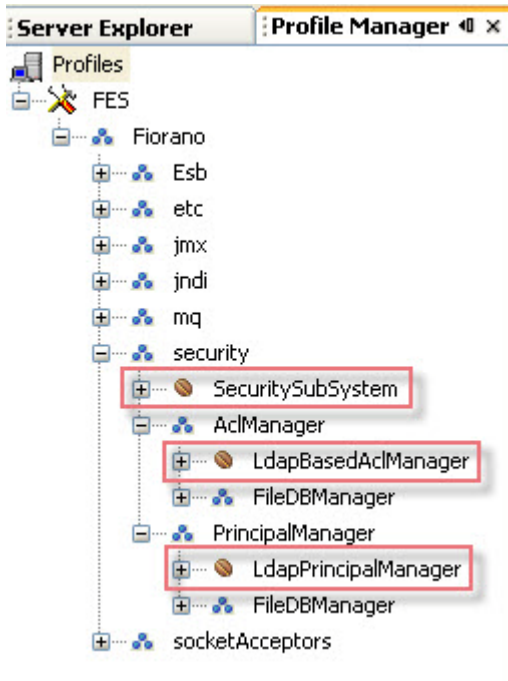 Server Explorer Profile Manager
Profiles
FES
Fiorano
Esb
etc
jmx
jndi
mq
security
SecuritySubSystem
AclManager
LdapBasedAclManager
FileDBManager
PrincipalManager
LdapPrincipalManager
FileDBManager
socketAcceptors